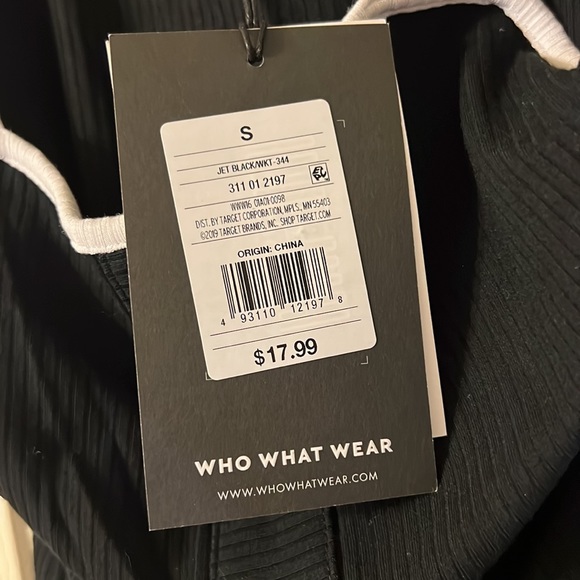 S
JET BLACK/WKT-344
311 01 2197
WWW16 01A01-0098
DIST. BY TARGET CORPORATION, MPLS., MN 55403
©2019 TARGET BRANDS, INC. SHOP TARGET.COM
ORIGIN: CHINA
4 93110 12197 8
$17.99
WHO WHAT WEAR
WWW.WHOWHATWEAR.COM